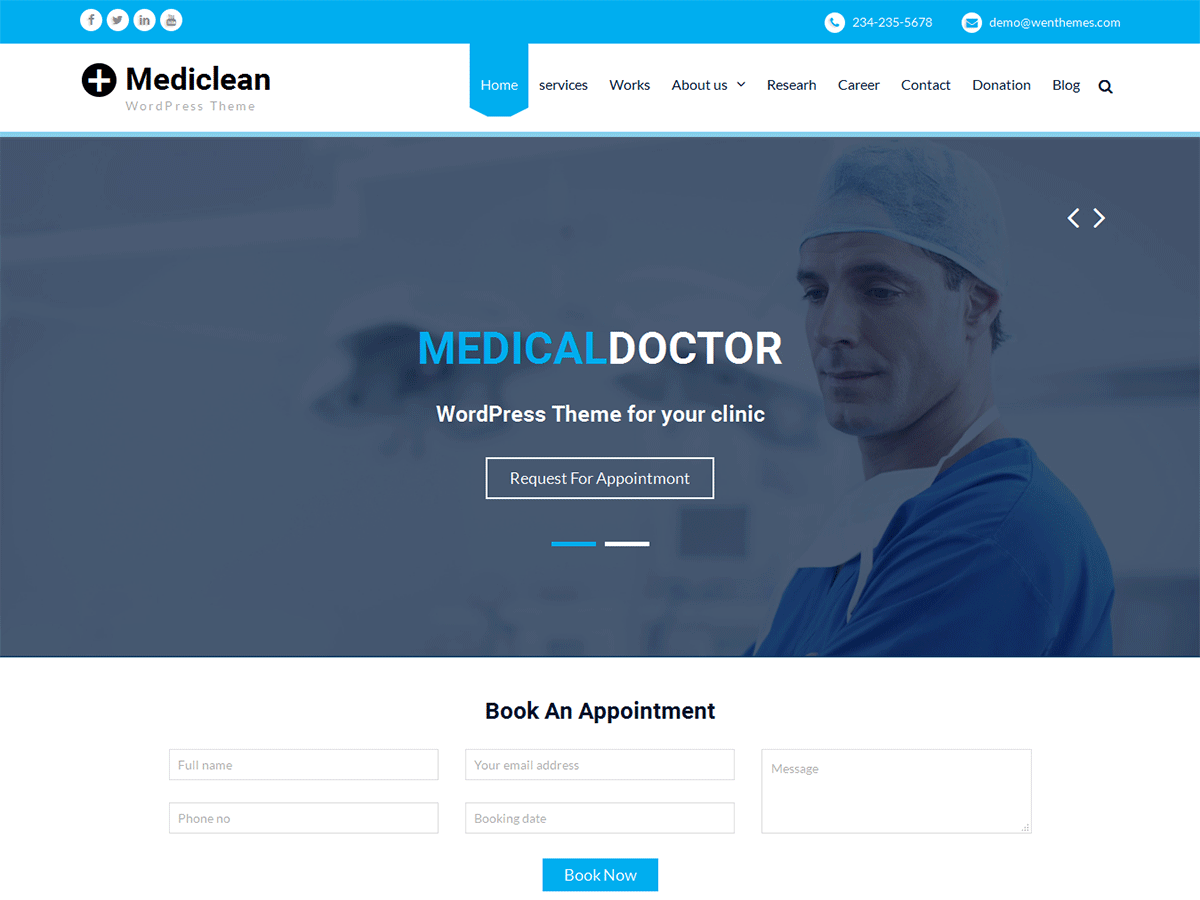 234-235-5678 demo@wenthemes.com
Mediclean
WordPress Theme
Home services Works About us Researh Career Contact Donation Blog
MEDICALDOCTOR
WordPress Theme for your clinic
Request For Appointmont
Book An Appointment
Full name Your email address Message
Phone no Booking date
Book Now